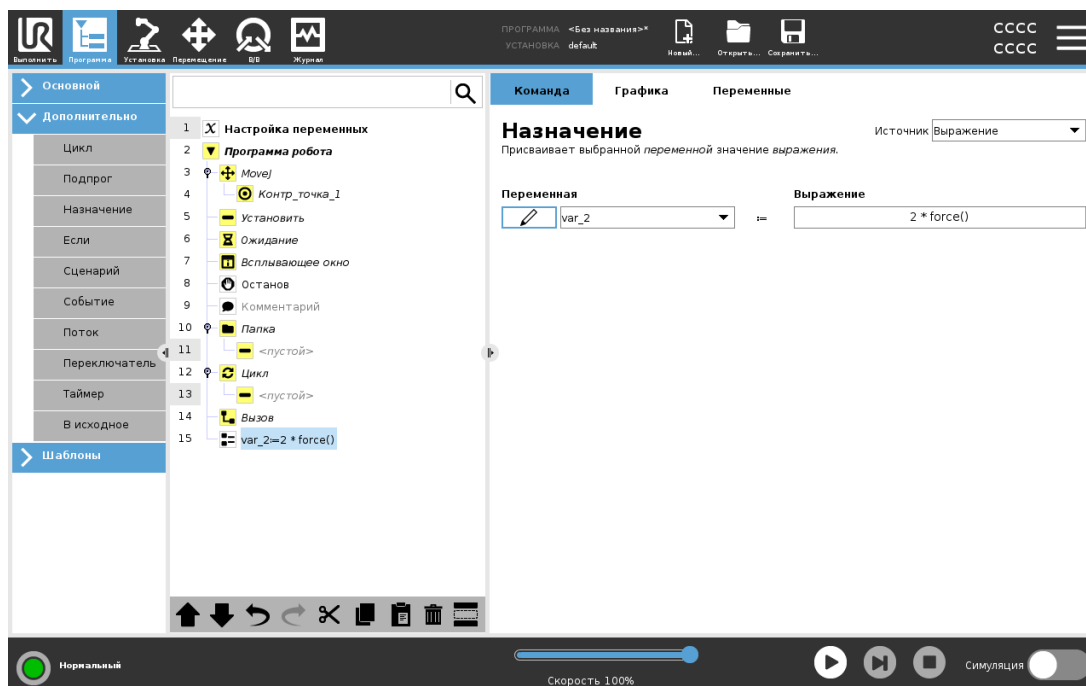 UR
Выполнить Программа Установка Перемещение В/В Журнал
ПРОГРАММА <Без названия>*
УСТАНОВКА default
Новый... Открыть... Сохранить...
CCCC
CCCC
Основной
Дополнительно
Цикл
Подпрог
Назначение
Если
Сценарий
Событие
Поток
Переключатель
Таймер
В исходное
Шаблоны
1 X Настройка переменных
2 Программа робота
3 MoveJ
4 Контр_точка_1
5 Установить
6 Ожидание
7 Всплывающее окно
8 Останов
9 Комментарий
10 Папка
11 <пустой>
12 Цикл
13 <пустой>
14 Вызов
15 var_2:=2 * force()
Команда Графика Переменные
Назначение
Источник Выражение
Присваивает выбранной переменной значение выражения.
Переменная Выражение
var_2 := 2 * force()
Нормальный
Скорость 100%
Симуляция